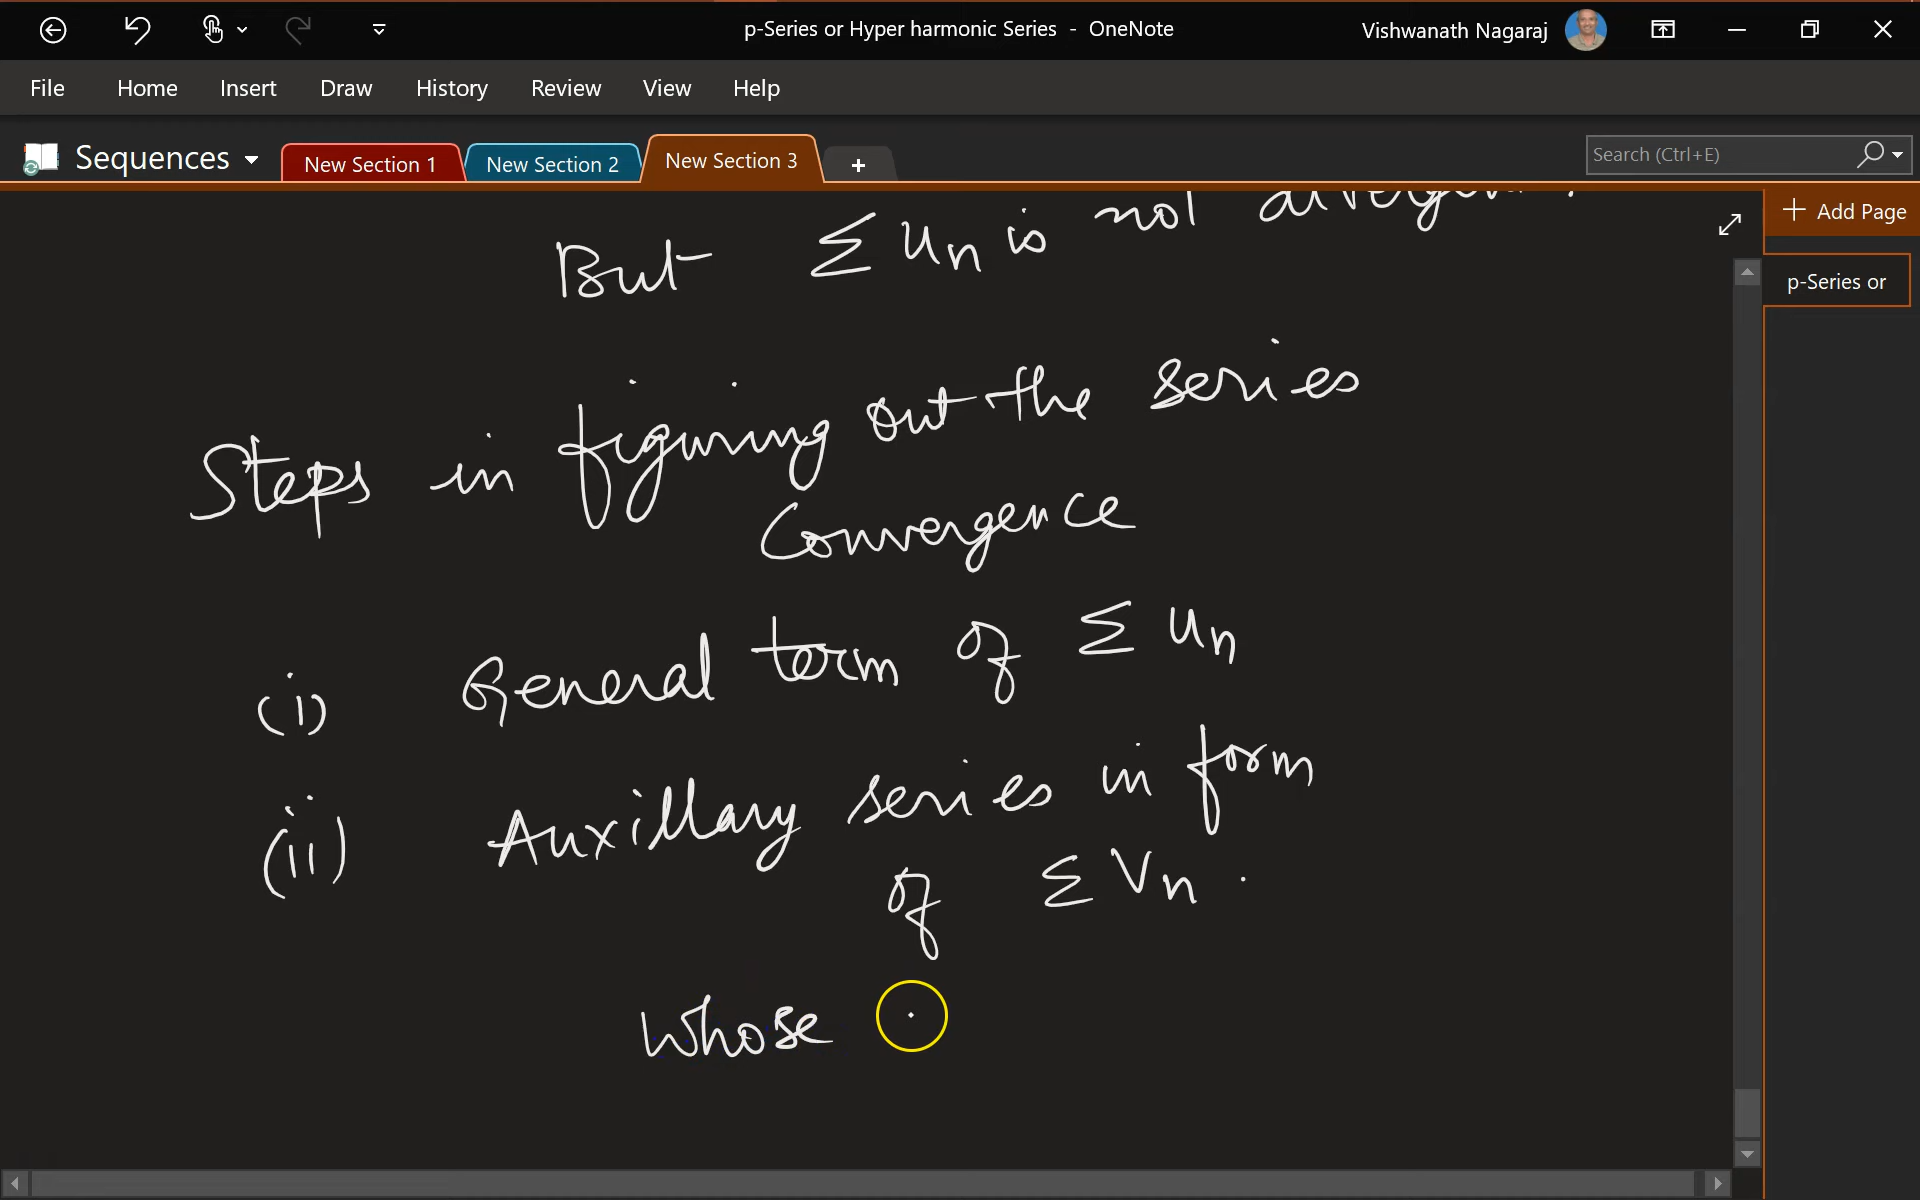 p-Series or Hyper harmonic Series - OneNote
Vishwanath Nagaraj
File Home Insert Draw History Review View Help
Sequences New Section 1 New Section 2 New Section 3 +
Search (Ctrl+E)
+ Add Page
p-Series or
But Σ un is not
Steps in figuring out the series
Convergence
(i) General term of Σ un
(ii) Auxillary series in form
of Σ Vn .
Whose